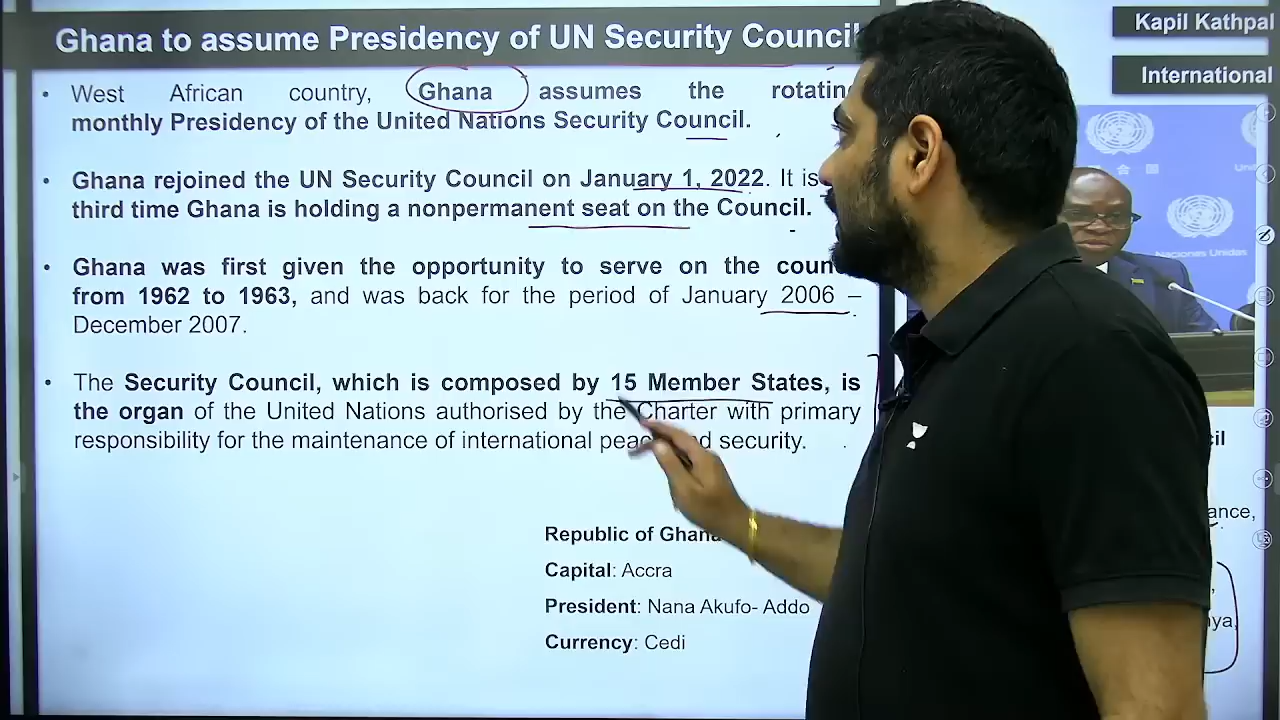 Ghana to assume Presidency of UN Security Council
Kapil Kathpal
International
• West African country, Ghana assumes the rotating
monthly Presidency of the United Nations Security Council.
• Ghana rejoined the UN Security Council on January 1, 2022. It is
third time Ghana is holding a nonpermanent seat on the Council.
• Ghana was first given the opportunity to serve on the coun
from 1962 to 1963, and was back for the period of January 2006 –
December 2007.
• The Security Council, which is composed by 15 Member States, is
the organ of the United Nations authorised by the Charter with primary
responsibility for the maintenance of international peace and security.
Republic of Ghana
Capital: Accra
President: Nana Akufo- Addo
Currency: Cedi
Naciones Unidas